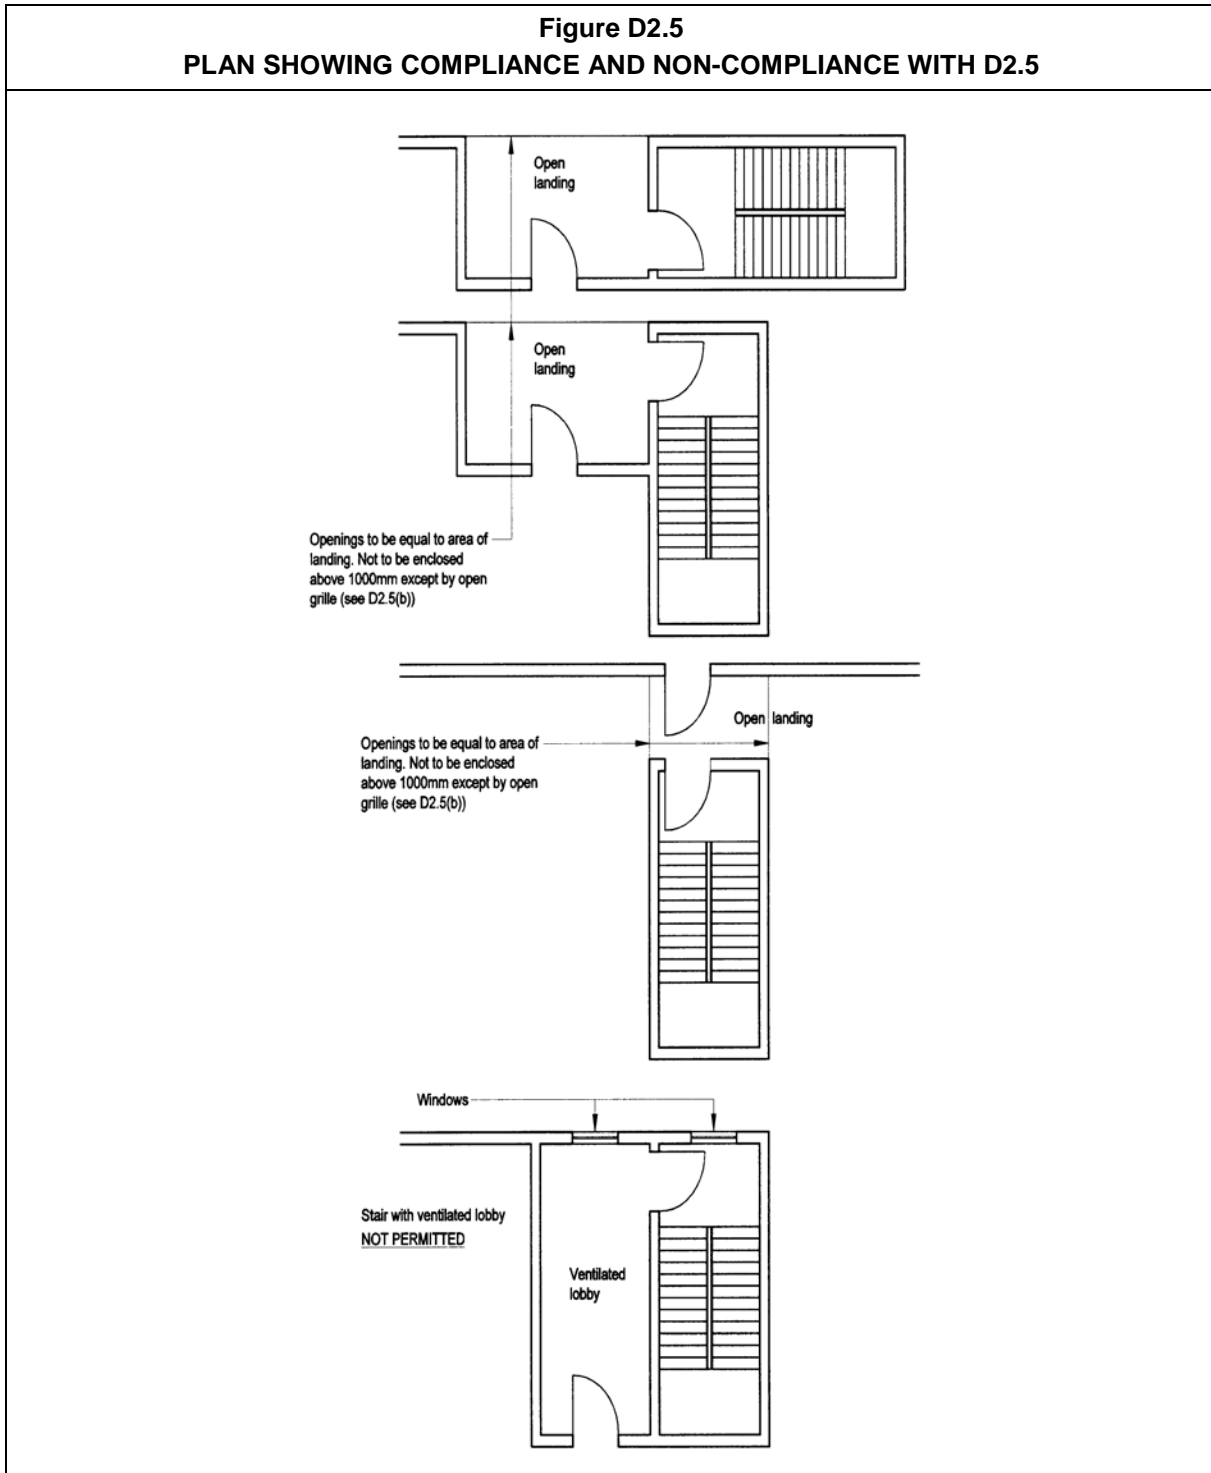 Figure D2.5
PLAN SHOWING COMPLIANCE AND NON-COMPLIANCE WITH D2.5
Open
landing
Open
landing
Openings to be equal to area of
landing. Not to be enclosed
above 1000mm except by open
grille (see D2.5(b))
Open landing
Openings to be equal to area of
landing. Not to be enclosed
above 1000mm except by open
grille (see D2.5(b))
Windows
Stair with ventilated lobby
NOT PERMITTED
Ventilated
lobby